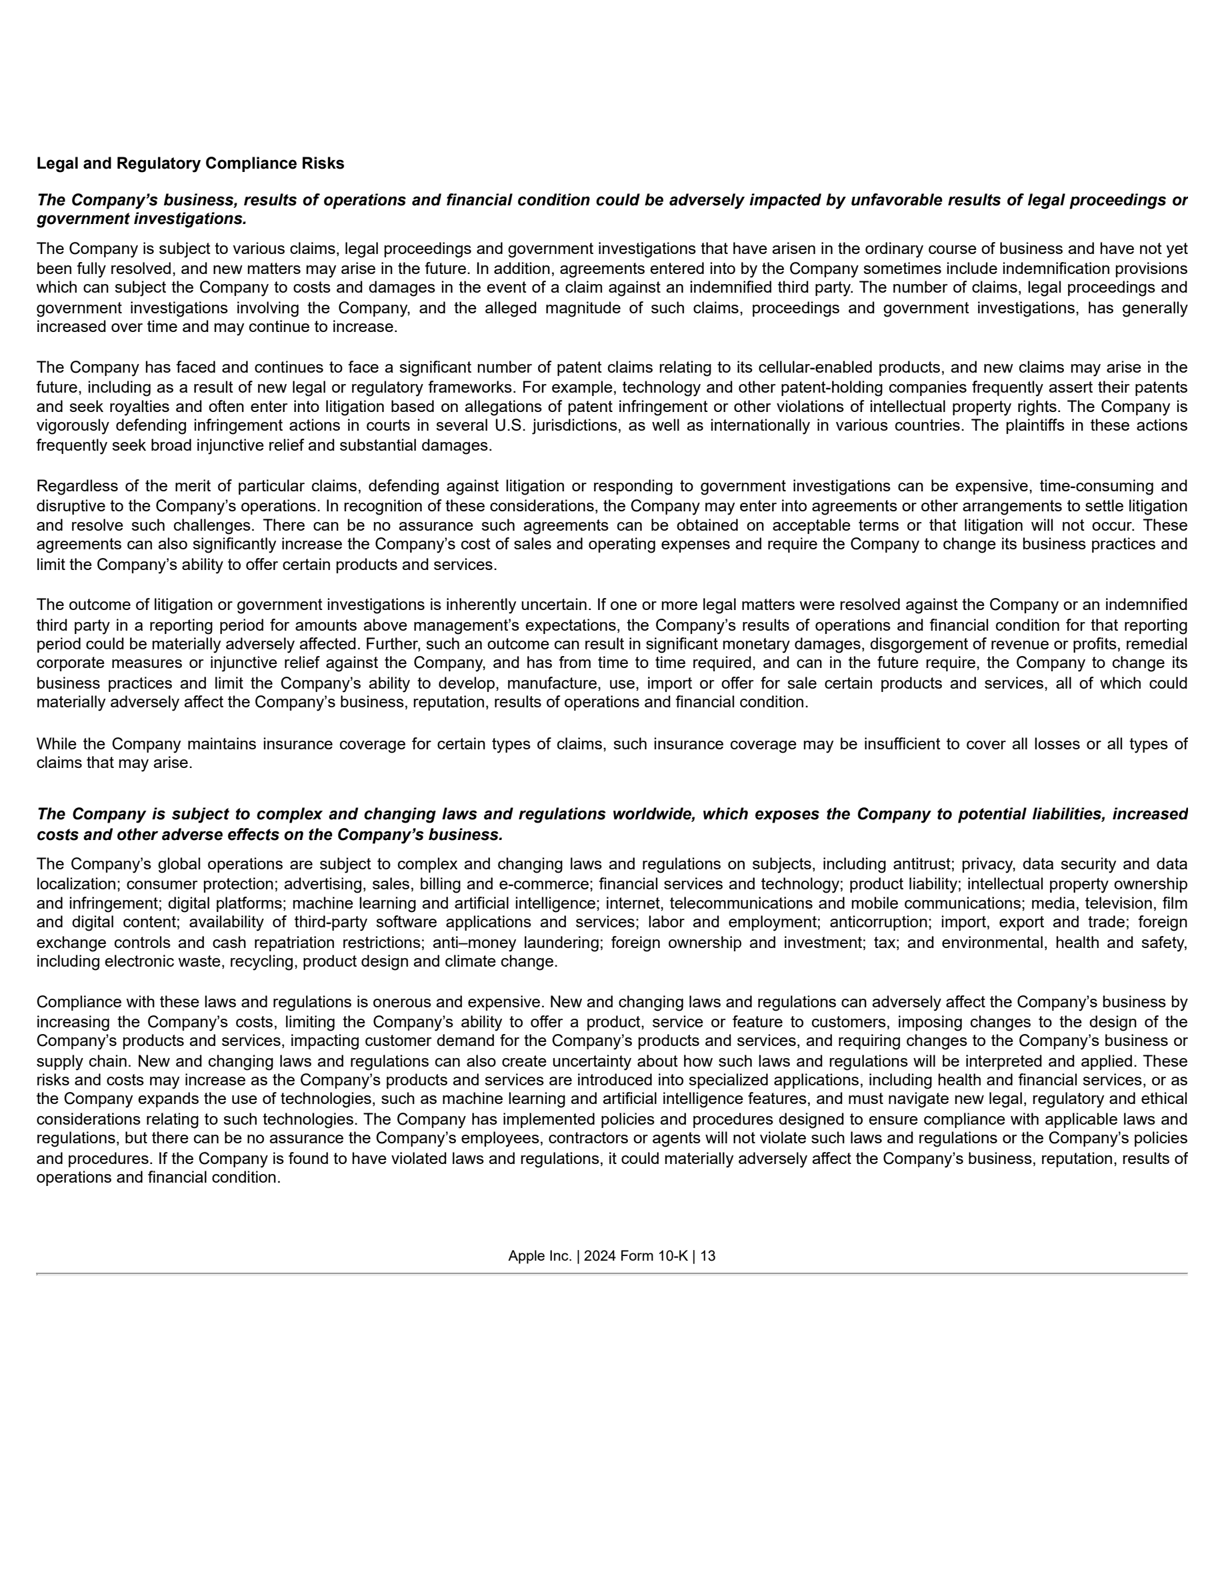 Legal and Regulatory Compliance Risks
The Company’s business, results of operations and financial condition could be adversely impacted by unfavorable results of legal proceedings or
government investigations.
The Company is subject to various claims, legal proceedings and government investigations that have arisen in the ordinary course of business and have not yet
been fully resolved, and new matters may arise in the future. In addition, agreements entered into by the Company sometimes include indemnification provisions
which can subject the Company to costs and damages in the event of a claim against an indemnified third party. The number of claims, legal proceedings and
government investigations involving the Company, and the alleged magnitude of such claims, proceedings and government investigations, has generally
increased over time and may continue to increase.
The Company has faced and continues to face a significant number of patent claims relating to its cellular-enabled products, and new claims may arise in the
future, including as a result of new legal or regulatory frameworks. For example, technology and other patent-holding companies frequently assert their patents
and seek royalties and often enter into litigation based on allegations of patent infringement or other violations of intellectual property rights. The Company is
vigorously defending infringement actions in courts in several U.S. jurisdictions, as well as internationally in various countries. The plaintiffs in these actions
frequently seek broad injunctive relief and substantial damages.
Regardless of the merit of particular claims, defending against litigation or responding to government investigations can be expensive, time-consuming and
disruptive to the Company’s operations. In recognition of these considerations, the Company may enter into agreements or other arrangements to settle litigation
and resolve such challenges. There can be no assurance such agreements can be obtained on acceptable terms or that litigation will not occur. These
agreements can also significantly increase the Company’s cost of sales and operating expenses and require the Company to change its business practices and
limit the Company’s ability to offer certain products and services.
The outcome of litigation or government investigations is inherently uncertain. If one or more legal matters were resolved against the Company or an indemnified
third party in a reporting period for amounts above management’s expectations, the Company’s results of operations and financial condition for that reporting
period could be materially adversely affected. Further, such an outcome can result in significant monetary damages, disgorgement of revenue or profits, remedial
corporate measures or injunctive relief against the Company, and has from time to time required, and can in the future require, the Company to change its
business practices and limit the Company’s ability to develop, manufacture, use, import or offer for sale certain products and services, all of which could
materially adversely affect the Company’s business, reputation, results of operations and financial condition.
While the Company maintains insurance coverage for certain types of claims, such insurance coverage may be insufficient to cover all losses or all types of
claims that may arise.
The Company is subject to complex and changing laws and regulations worldwide, which exposes the Company to potential liabilities, increased
costs and other adverse effects on the Company’s business.
The Company’s global operations are subject to complex and changing laws and regulations on subjects, including antitrust; privacy, data security and data
localization; consumer protection; advertising, sales, billing and e-commerce; financial services and technology; product liability; intellectual property ownership
and infringement; digital platforms; machine learning and artificial intelligence; internet, telecommunications and mobile communications; media, television, film
and digital content; availability of third-party software applications and services; labor and employment; anticorruption; import, export and trade; foreign
exchange controls and cash repatriation restrictions; anti–money laundering; foreign ownership and investment; tax; and environmental, health and safety,
including electronic waste, recycling, product design and climate change.
Compliance with these laws and regulations is onerous and expensive. New and changing laws and regulations can adversely affect the Company’s business by
increasing the Company’s costs, limiting the Company’s ability to offer a product, service or feature to customers, imposing changes to the design of the
Company’s products and services, impacting customer demand for the Company’s products and services, and requiring changes to the Company’s business or
supply chain. New and changing laws and regulations can also create uncertainty about how such laws and regulations will be interpreted and applied. These
risks and costs may increase as the Company’s products and services are introduced into specialized applications, including health and financial services, or as
the Company expands the use of technologies, such as machine learning and artificial intelligence features, and must navigate new legal, regulatory and ethical
considerations relating to such technologies. The Company has implemented policies and procedures designed to ensure compliance with applicable laws and
regulations, but there can be no assurance the Company’s employees, contractors or agents will not violate such laws and regulations or the Company’s policies
and procedures. If the Company is found to have violated laws and regulations, it could materially adversely affect the Company’s business, reputation, results of
operations and financial condition.
Apple Inc. | 2024 Form 10-K | 13